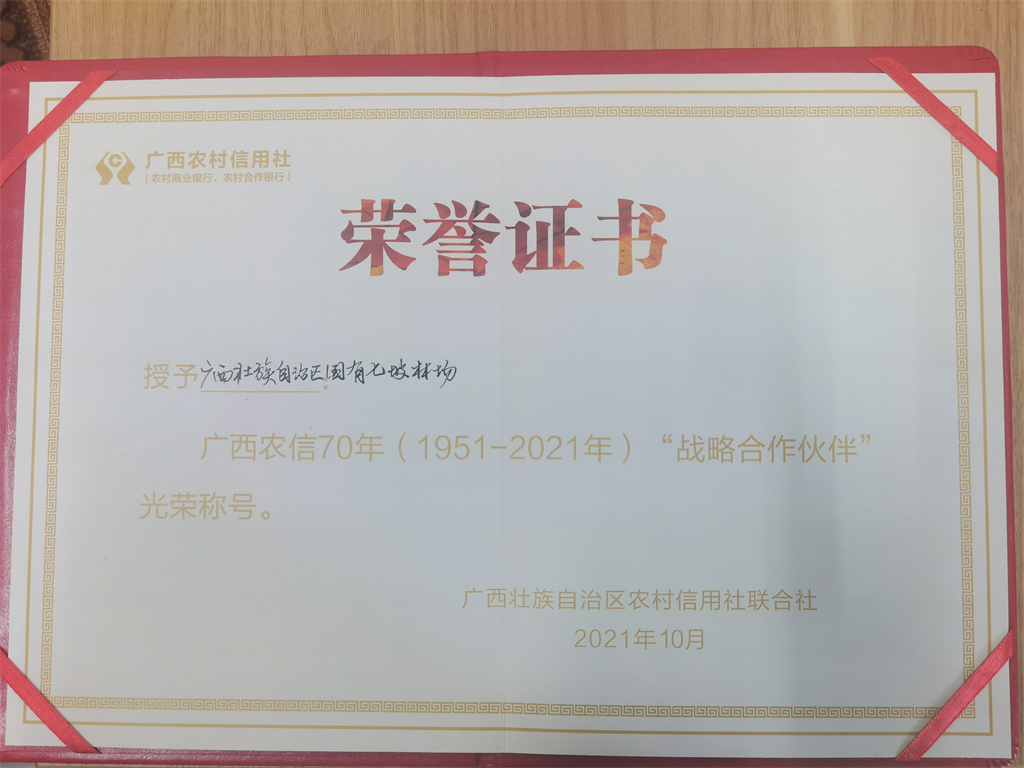 广西农村信用社
(农村商业银行、农村合作银行)
荣誉证书
授予广西壮族自治区国有七坡林场:
广西农信70年(1951-2021年)“战略合作伙伴”
光荣称号。
广西壮族自治区农村信用社联合社
2021年10月